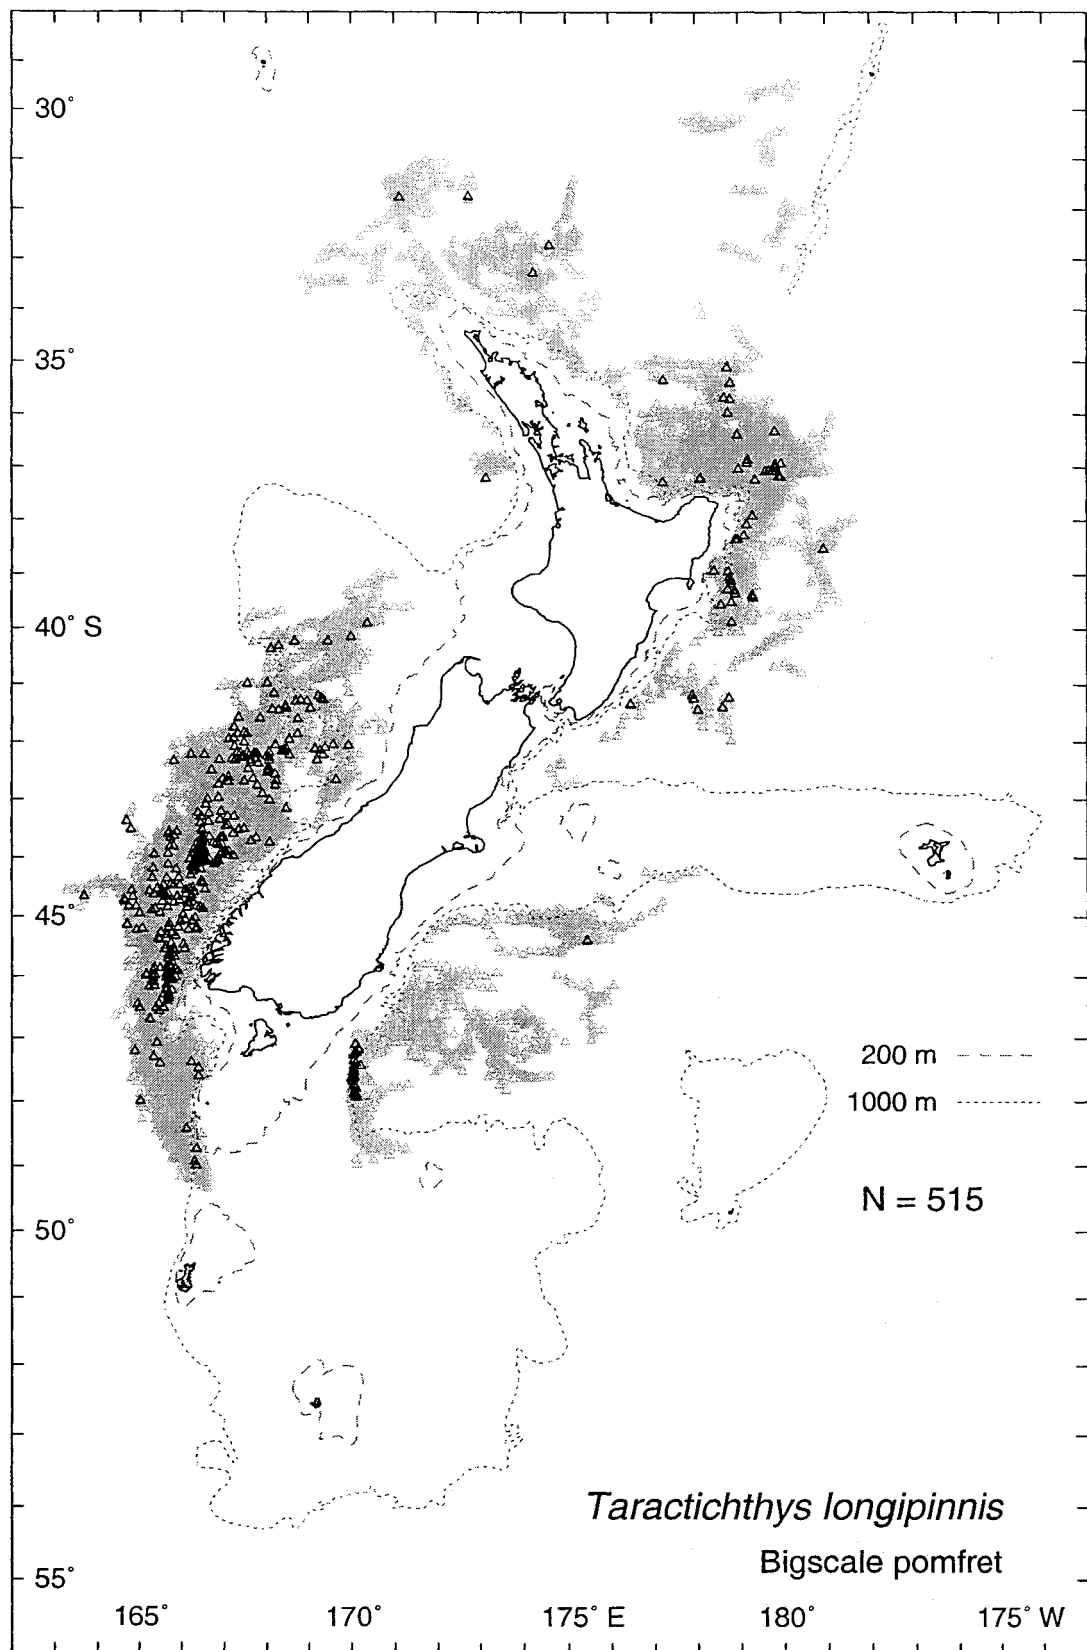 30°
35°
40° S
45°
200 m
1000 m
N = 515
50°
Taractichthys longipinnis
Bigscale pomfret
55°
165° 170° 175° E 180° 175° W